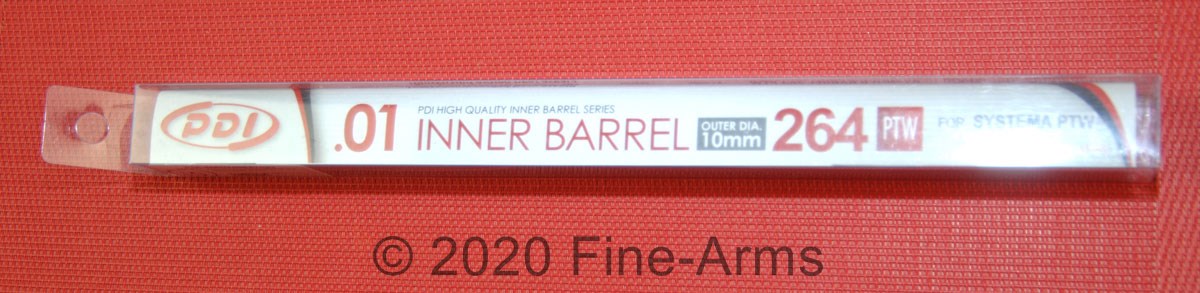 PDI
.01
PDI HIGH QUALITY INNER BARREL SERIES
INNER BARREL
OUTER DIA.
10mm
264
PTW
FOR SYSTEMA PTW
© 2020 Fine-Arms